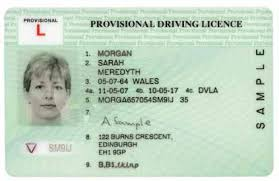 PROVISIONAL
PROVISIONAL DRIVING LICENCE
L
1. MORGAN
2. SARAH
MEREDYTH
3. 05-07-64 WALES
4a. 11-05-07 4b. 10-05-17 4c. DVLA
5. MORGA657054SM9IJ 35
7. A Sample
8. 122 BURNS CRESCENT,
EDINBURGH
EH1 9GP
SM9IJ
9. B,B1,f,k,l,n,p
SAMPLE